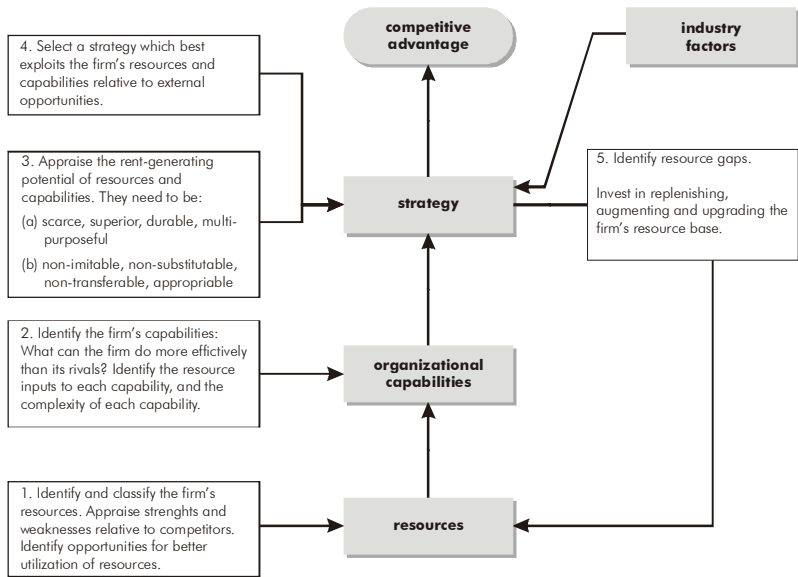 competitive
advantage
industry
factors
4. Select a strategy which best
exploits the firm's resources and
capabilities relative to external
opportunities.
3. Appraise the rent-generating
potential of resources and
capabilities. They need to be:
(a) scarce, superior, durable, multi-
purposeful
(b) non-imitable, non-substitutable,
non-transferable, appropriable
strategy
5. Identify resource gaps.
Invest in replenishing,
augmenting and upgrading the
firm's resource base.
2. Identify the firm's capabilities:
What can the firm do more effictively
than its rivals? Identify the resource
inputs to each capability, and the
complexity of each capability.
organizational
capabilities
1. Identify and classify the firm's
resources. Appraise strenghts and
weaknesses relative to competitors.
Identify opportunities for better
utilization of resources.
resources